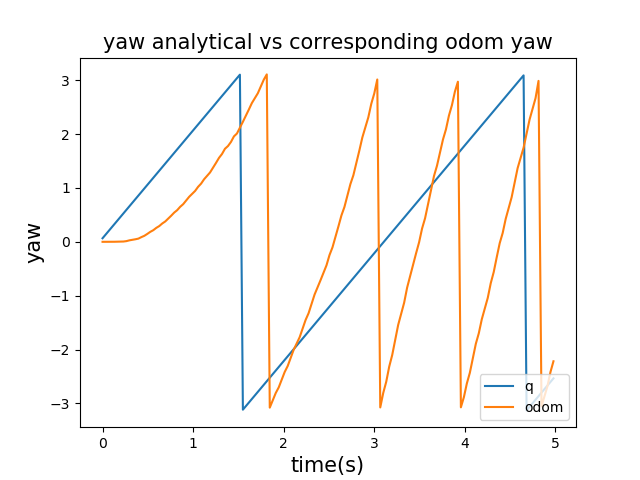 yaw analytical vs corresponding odom yaw
3
2
1
0
−1
−2
−3
yaw
0
1
2
3
4
5
time(s)
q
odom